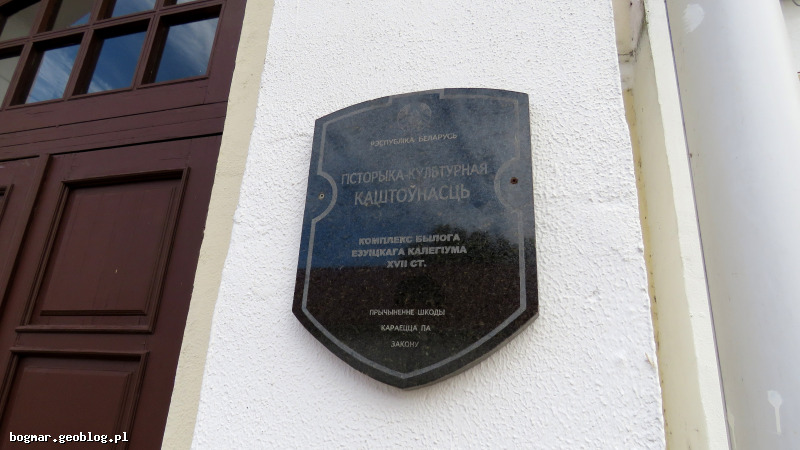 РЭСПУБЛІКА БЕЛАРУСЬ
ГІСТОРЫКА-КУЛЬТУРНАЯ
КАШТОЎНАСЦЬ
КОМПЛЕКС БЫЛОГА
ЕЗУІЦКАГА КАЛЕГІУМА
XVII СТ.
ПРЫЧЫНЕННЕ ШКОДЫ
КАРАЕЦЦА ПА
ЗАКОНУ
bogmar.geoblog.pl